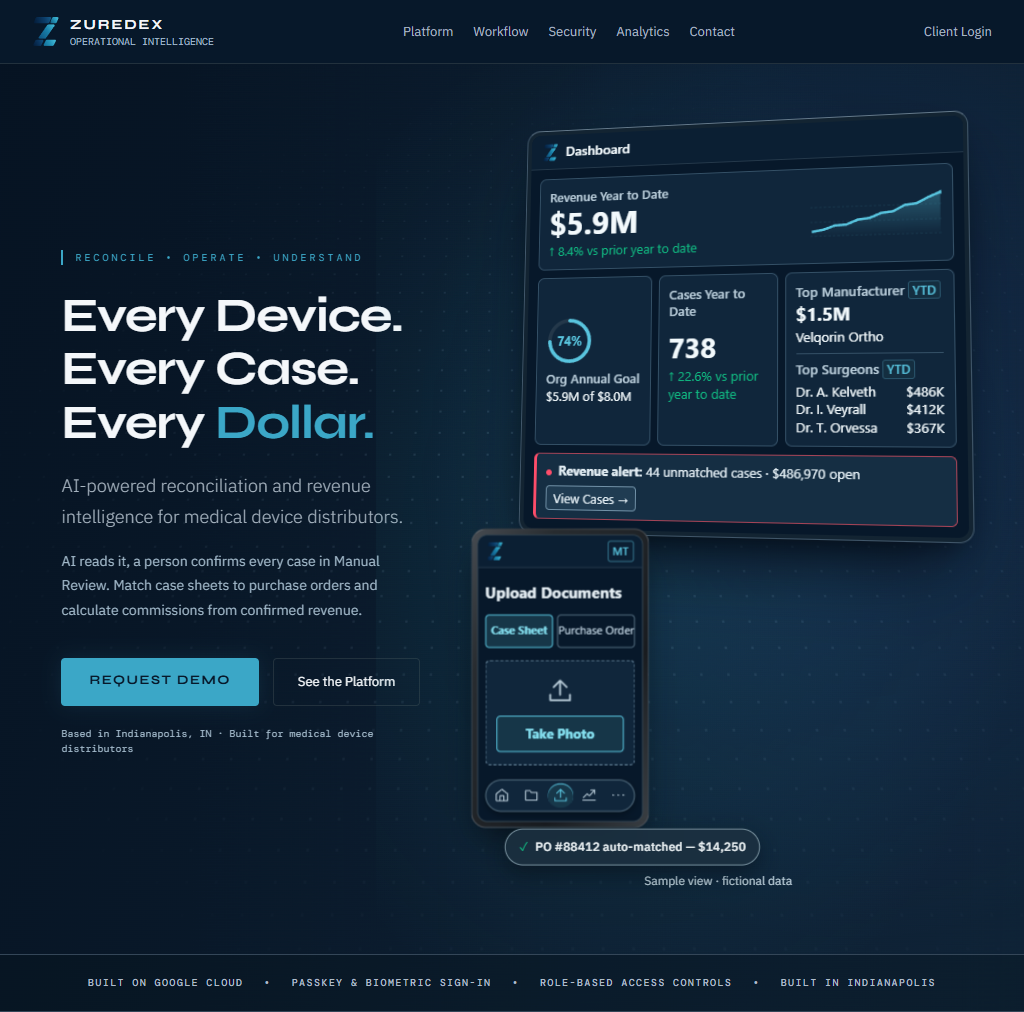 ZUREDEX
OPERATIONAL INTELLIGENCE
Platform
Workflow
Security
Analytics
Contact
Client Login
RECONCILE • OPERATE • UNDERSTAND
Every Device.
Every Case.
Every Dollar.
AI-powered reconciliation and revenue
intelligence for medical device distributors.
AI reads it, a person confirms every case in Manual
Review. Match case sheets to purchase orders and
calculate commissions from confirmed revenue.
REQUEST DEMO
See the Platform
Based in Indianapolis, IN · Built for medical device
distributors
Dashboard
Revenue Year to Date
$5.9M
↑ 8.4% vs prior year to date
74%
Org Annual Goal
$5.9M of $8.0M
Cases Year to
Date
738
↑ 22.6% vs prior
year to date
Top Manufacturer YTD
$1.5M
Velqorin Ortho
Top Surgeons YTD
Dr. A. Kelveth $486K
Dr. I. Veyrall $412K
Dr. T. Orvessa $367K
Revenue alert: 44 unmatched cases · $486,970 open
View Cases →
MT
Upload Documents
Case Sheet
Purchase Order
Take Photo
✓ PO #88412 auto-matched — $14,250
Sample view · fictional data
BUILT ON GOOGLE CLOUD • PASSKEY & BIOMETRIC SIGN-IN • ROLE-BASED ACCESS CONTROLS • BUILT IN INDIANAPOLIS